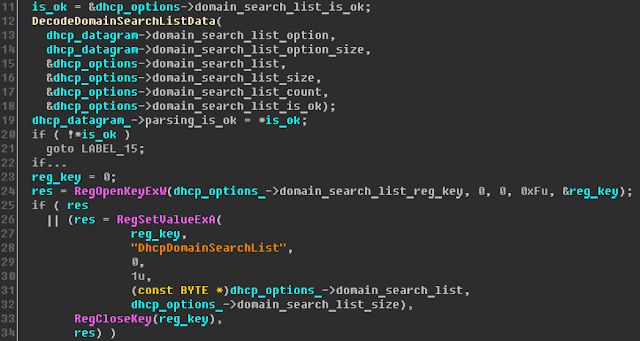 11 is_ok = &dhcp_options->domain_search_list_is_ok;
12 DecodeDomainSearchListData(
13 dhcp_datagram->domain_search_list_option,
14 dhcp_datagram->domain_search_list_option_size,
15 &dhcp_options->domain_search_list,
16 &dhcp_options->domain_search_list_size,
17 &dhcp_options->domain_search_list_count,
18 &dhcp_options->domain_search_list_is_ok);
19 dhcp_datagram_->parsing_is_ok = *is_ok;
20 if ( !*is_ok )
21 goto LABEL_15;
22 if...
23 reg_key = 0;
24 res = RegOpenKeyExW(dhcp_options_->domain_search_list_reg_key, 0, 0, 0xFu, &reg_key);
25 if ( res
26 || (res = RegSetValueExA(
27 reg_key,
28 "DhcpDomainSearchList",
29 0,
30 1u,
31 (const BYTE *)dhcp_options_->domain_search_list,
32 dhcp_options_->domain_search_list_size),
33 RegCloseKey(reg_key),
34 res) )